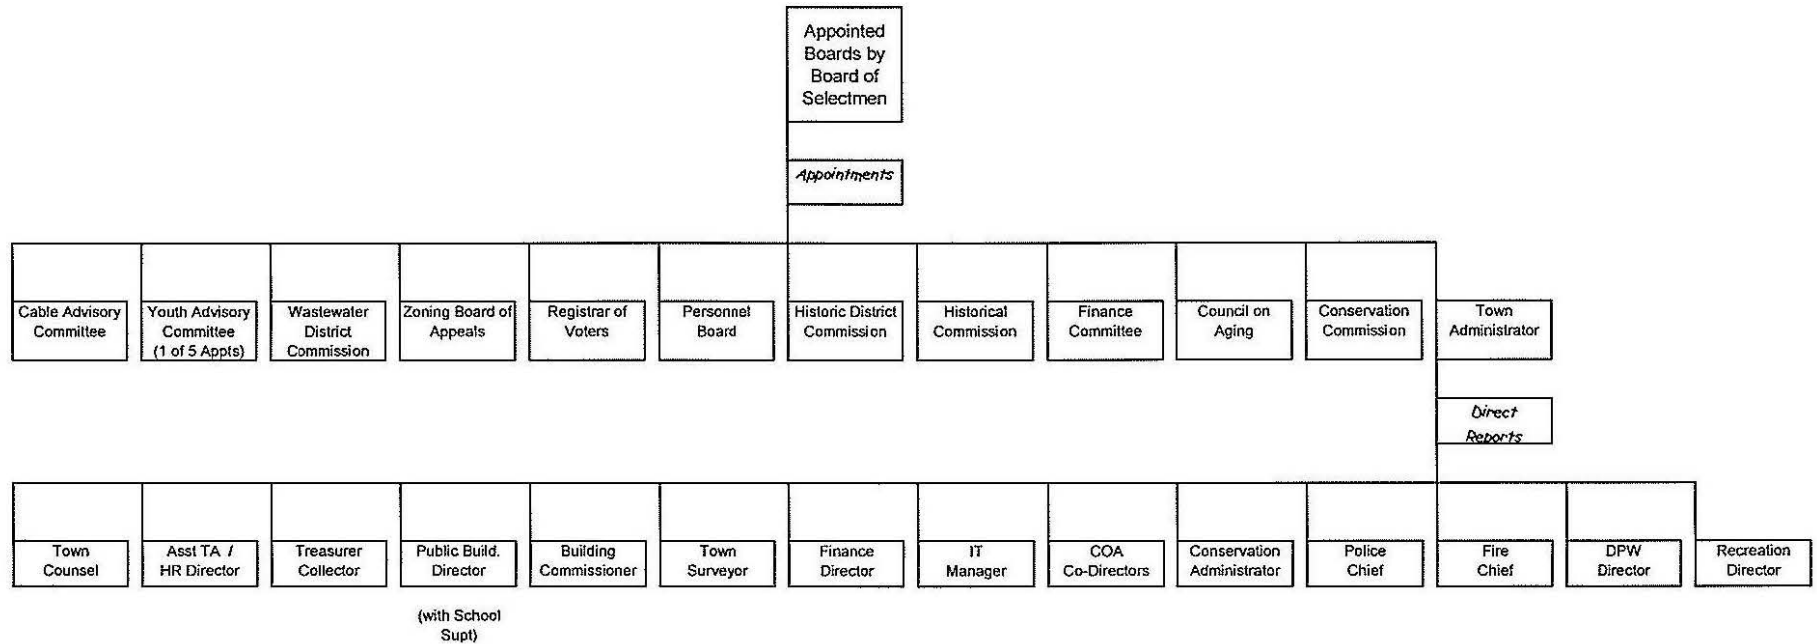 Appointed
Boards by
Board of
Selectmen
Appointments
Cable Advisory
Committee
Youth Advisory
Committee
(1 of 5 Appts)
Wastewater
District
Commission
Zoning Board of
Appeals
Registrar of
Voters
Personnel
Board
Historic District
Commission
Historical
Commission
Finance
Committee
Council on
Aging
Conservation
Commission
Town
Administrator
Direct
Reports
Town
Counsel
Asst TA /
HR Director
Treasurer
Collector
Public Build.
Director
(with School
Supt)
Building
Commissioner
Town
Surveyor
Finance
Director
IT
Manager
COA
Co-Directors
Conservation
Administrator
Police
Chief
Fire
Chief
DPW
Director
Recreation
Director